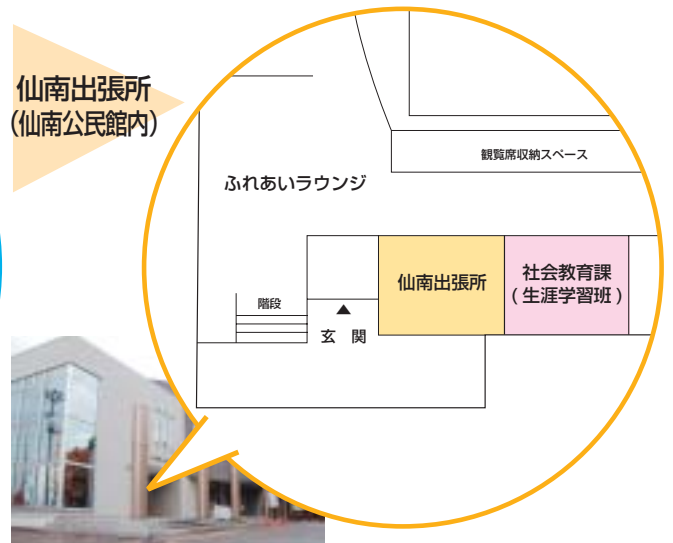 仙南出張所
(仙南公民館内)
観覧席収納スペース
ふれあいラウンジ
仙南出張所
社会教育課
(生涯学習班)
階段
▲
玄 関